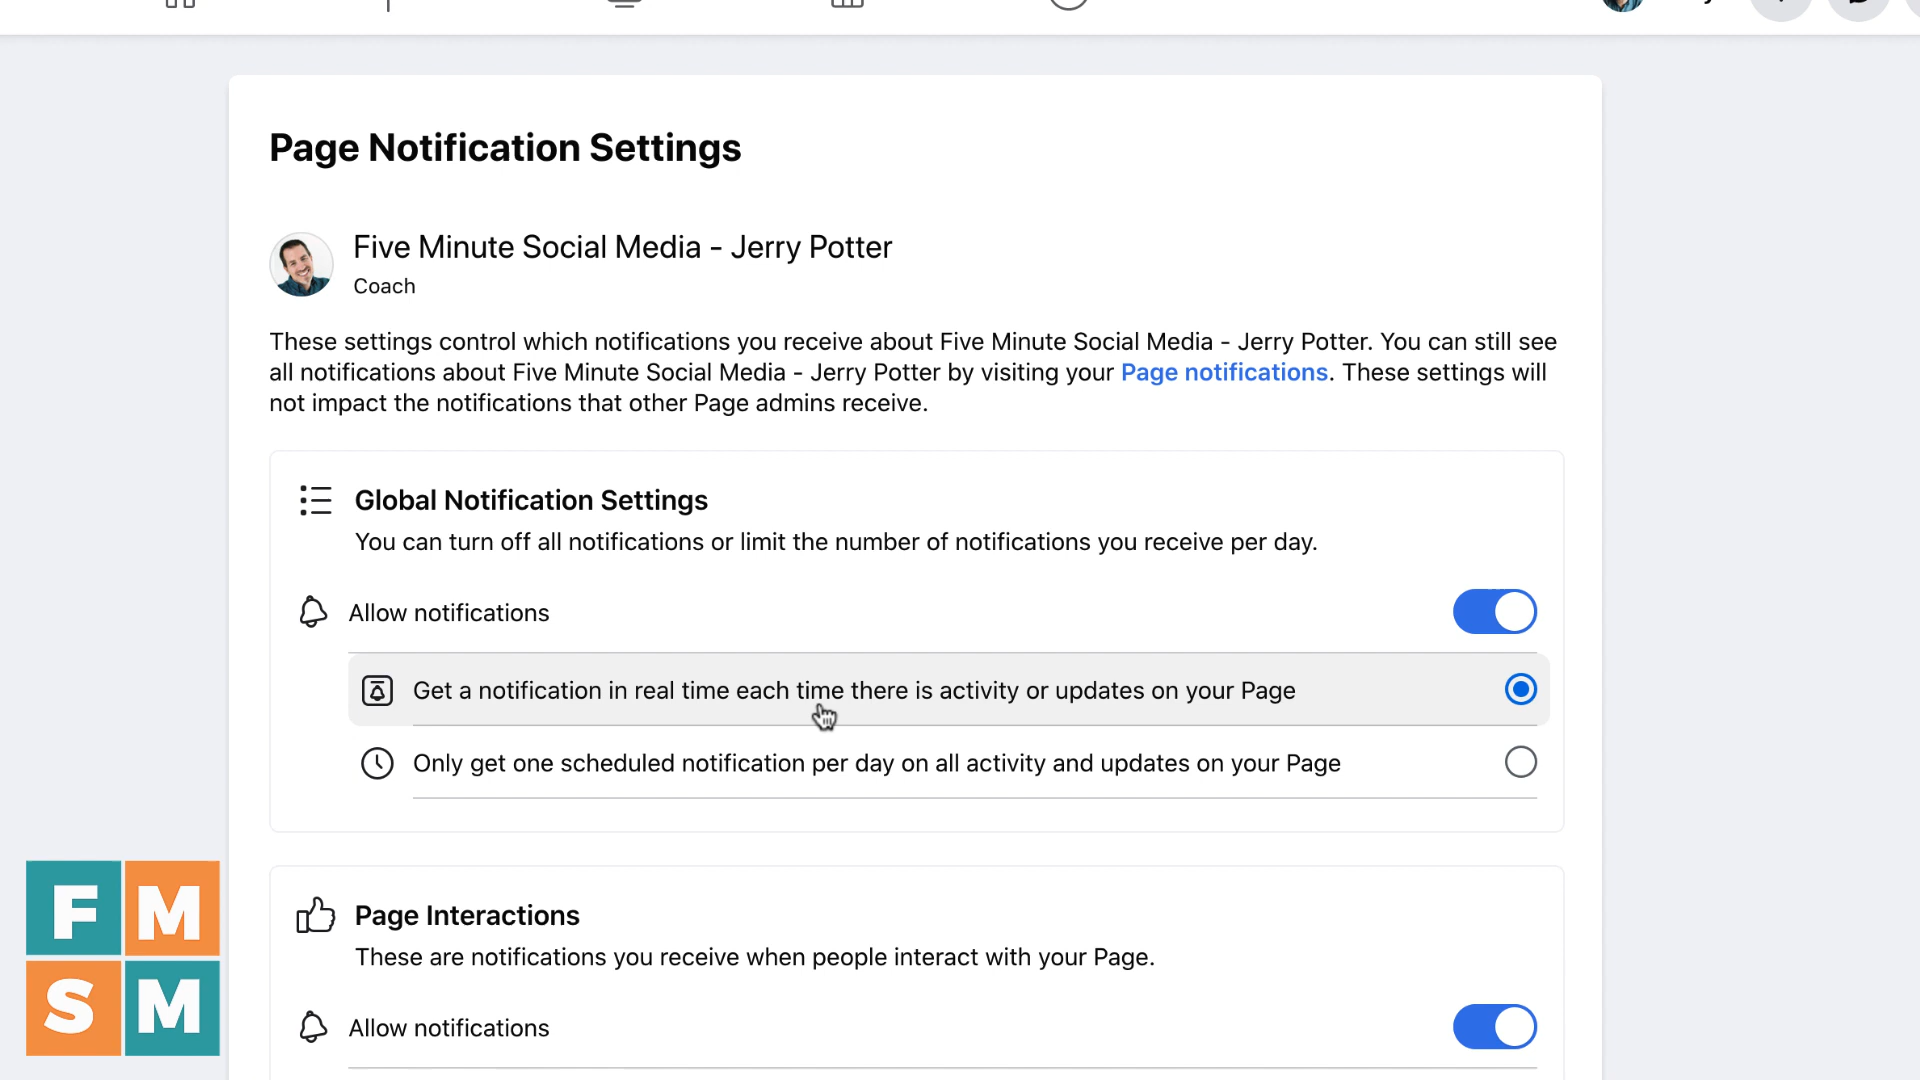 Page Notification Settings
Five Minute Social Media - Jerry Potter
Coach
These settings control which notifications you receive about Five Minute Social Media - Jerry Potter. You can still see
all notifications about Five Minute Social Media - Jerry Potter by visiting your Page notifications. These settings will
not impact the notifications that other Page admins receive.
Global Notification Settings
You can turn off all notifications or limit the number of notifications you receive per day.
Allow notifications
Get a notification in real time each time there is activity or updates on your Page
Only get one scheduled notification per day on all activity and updates on your Page
Page Interactions
These are notifications you receive when people interact with your Page.
Allow notifications
F M
S M